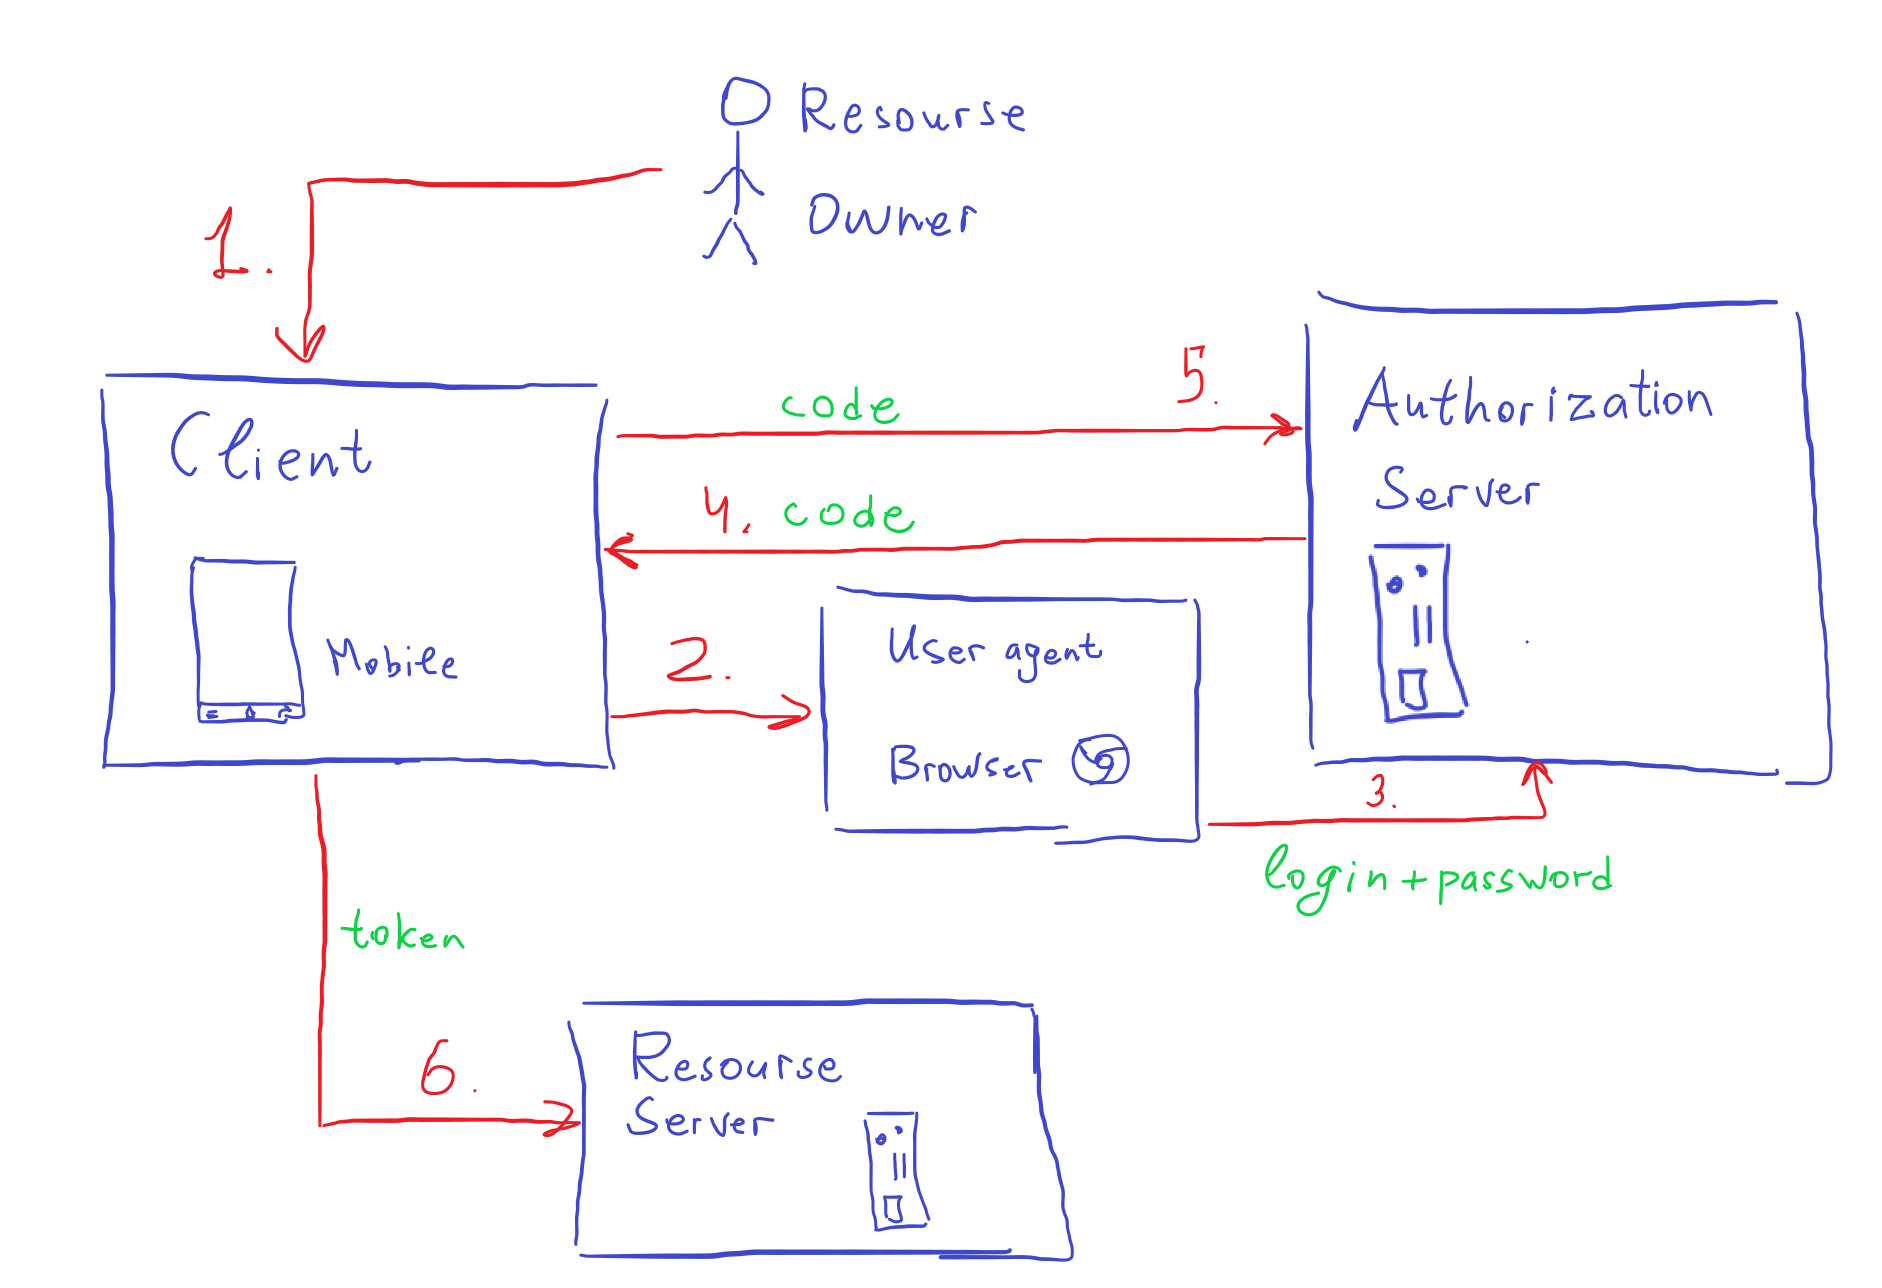 Resourse
Owner
1.
5.
code
Client
Authorization
Server
4. code
Mobile
2.
User agent
Browser
3.
login+password
token
6.
Resourse
Server